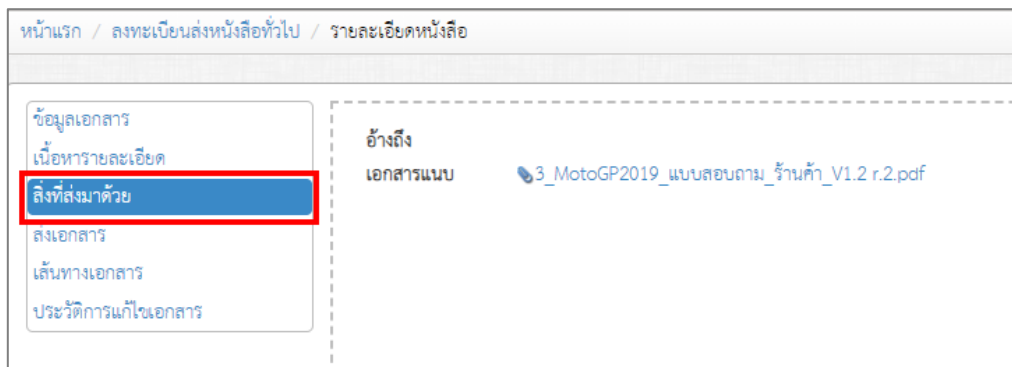 หน้าแรก / ลงทะเบียนส่งหนังสือทั่วไป / รายละเอียดหนังสือ
ข้อมูลเอกสาร
เนื้อหารายละเอียด
สิ่งที่ส่งมาด้วย
ส่งเอกสาร
เส้นทางเอกสาร
ประวัติการแก้ไขเอกสาร
อ้างถึง
เอกสารแนบ 3_MotoGP2019_แบบสอบถาม_ร้านค้า_V1.2 r.2.pdf